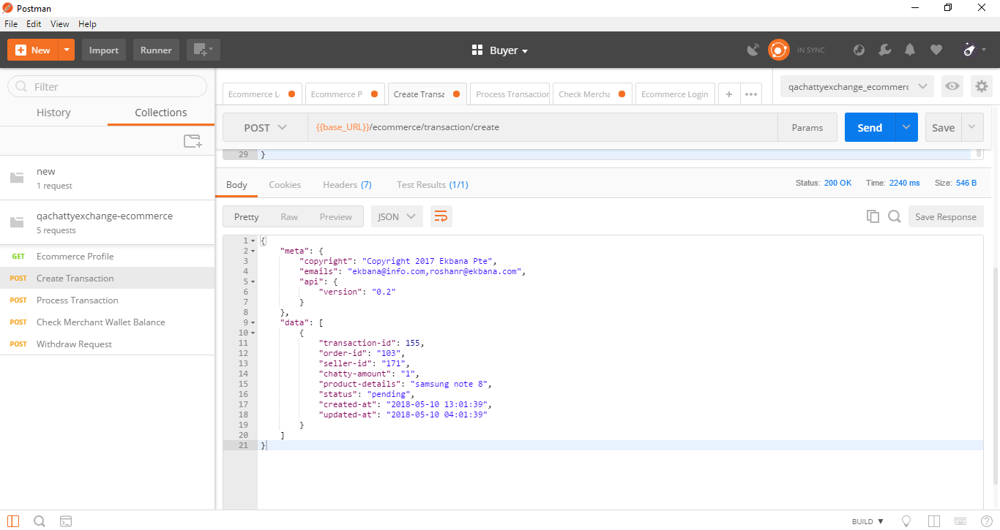 Postman
File Edit View Help
New Import Runner Buyer IN SYNC
Filter
History Collections
new
1 request
qachattyexchange-ecommerce
5 requests
GET Ecommerce Profile
POST Create Transaction
POST Process Transaction
POST Check Merchant Wallet Balance
POST Withdraw Request
Ecommerce L Ecommerce P Create Transa Process Transaction Check Mercha Ecommerce Login + ••• qachattyexchange_ecommerc
POST {{base_URL}}/ecommerce/transaction/create Params Send Save
29 }
Body Cookies Headers (7) Test Results (1/1) Status: 200 OK Time: 2240 ms Size: 546 B
Pretty Raw Preview JSON Save Response
1 {
2 "meta": {
3 "copyright": "Copyright 2017 Ekbana Pte",
4 "emails": "ekbana@info.com,roshanr@ekbana.com",
5 "api": {
6 "version": "0.2"
7 }
8 },
9 "data": [
10 {
11 "transaction-id": 155,
12 "order-id": "103",
13 "seller-id": "171",
14 "chatty-amount": "1",
15 "product-details": "samsung note 8",
16 "status": "pending",
17 "created-at": "2018-05-10 13:01:39",
18 "updated-at": "2018-05-10 04:01:39"
19 }
20 ]
21 }
BUILD